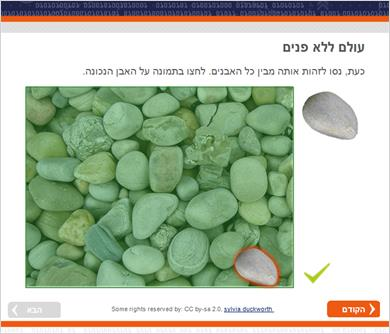 עולם ללא פנים
כעת, נסו לזהות אותה מבין כל האבנים. לחצו בתמונה על האבן הנכונה.
הקודם
Some rights reserved by: CC by-sa 2.0, sylvia duckworth.
הבא